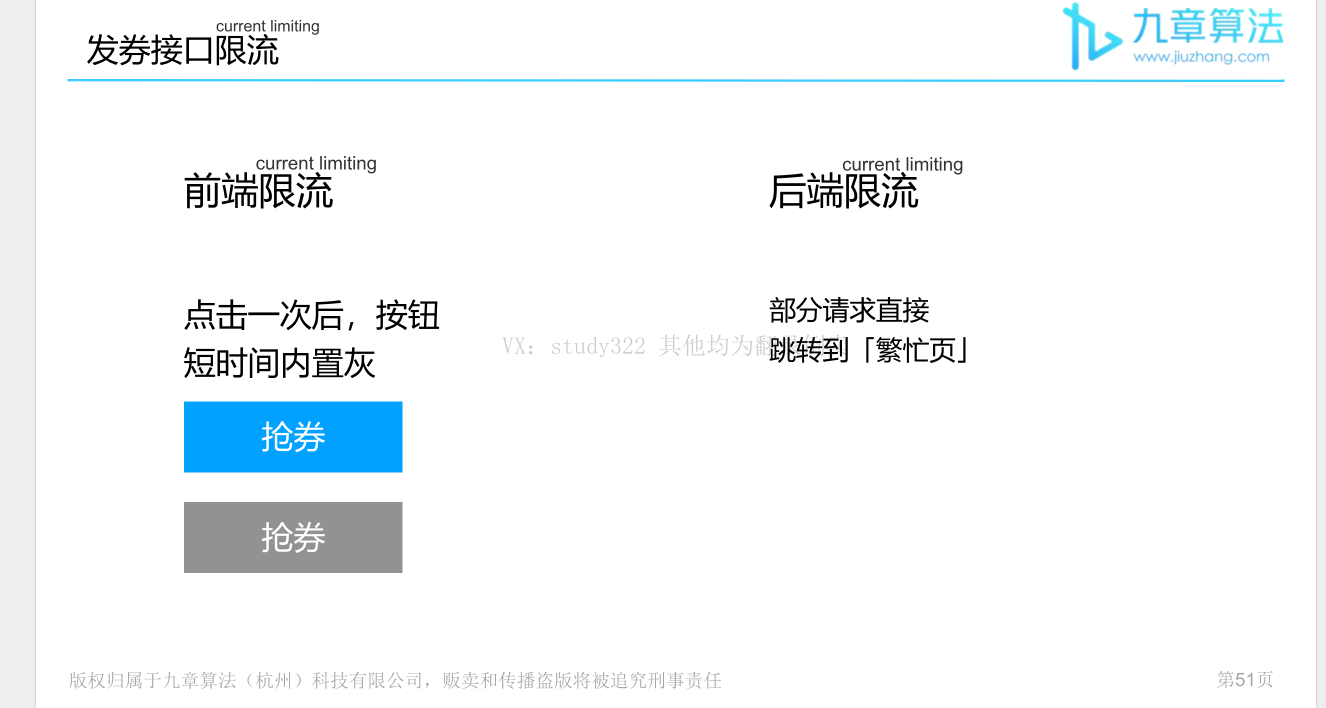 current limiting
发券接口限流
九章算法
www.jiuzhang.com
current limiting
前端限流
点击一次后，按钮
短时间内置灰
抢券
抢券
current limiting
后端限流
部分请求直接
跳转到「繁忙页」
VX：study322 其他均为翻
版权归属于九章算法（杭州）科技有限公司，贩卖和传播盗版将被追究刑事责任
第51页